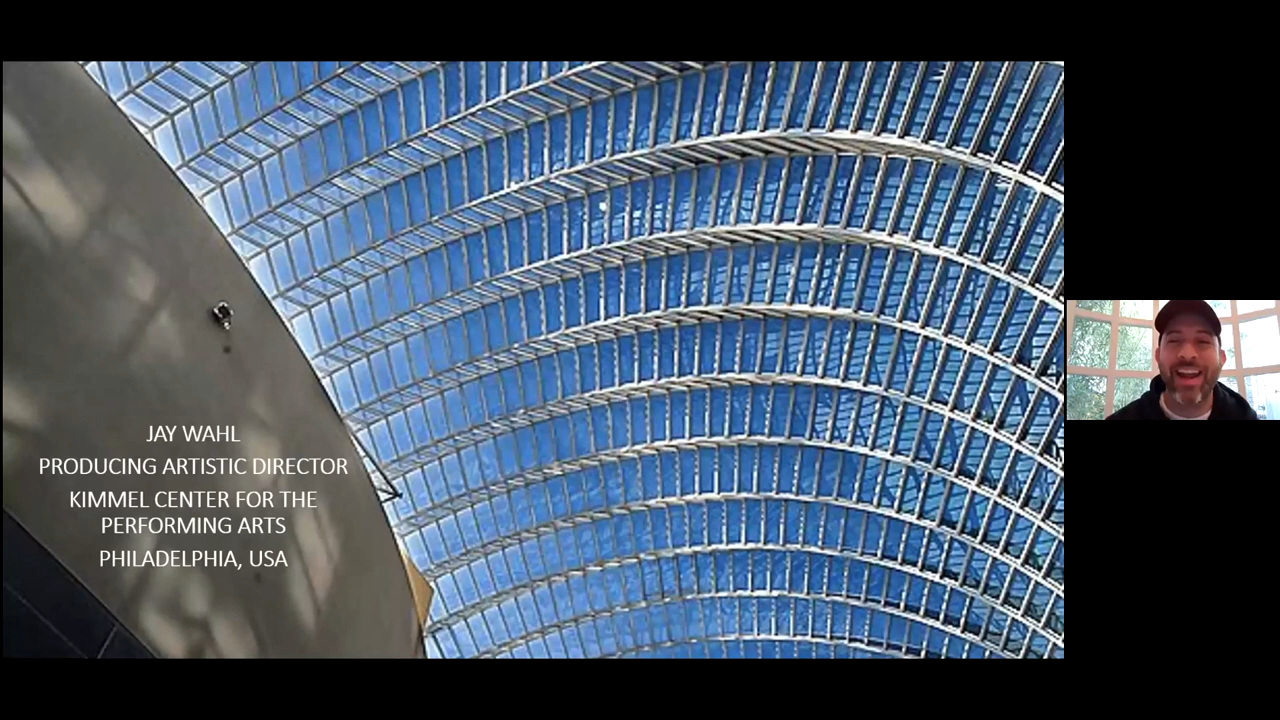 JAY WAHL
PRODUCING ARTISTIC DIRECTOR
KIMMEL CENTER FOR THE
PERFORMING ARTS
PHILADELPHIA, USA